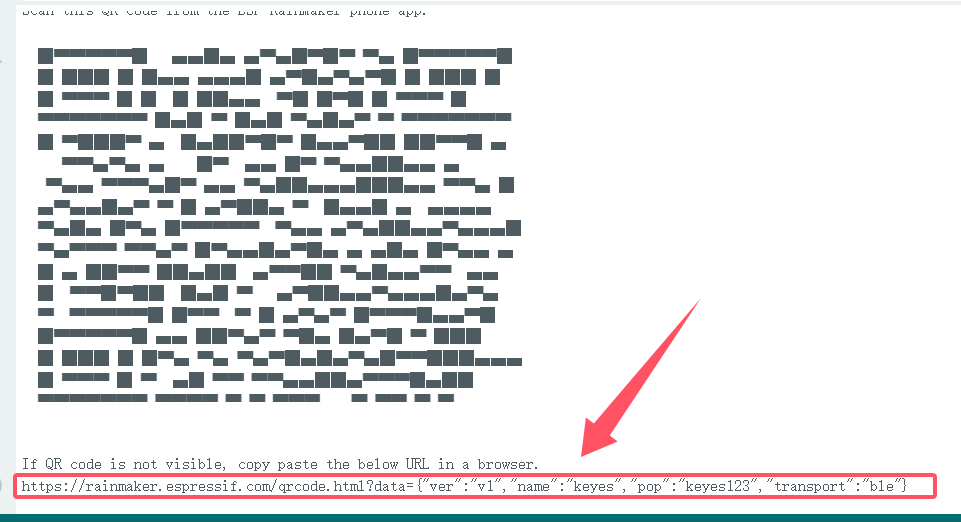 Scan this QR code from the ESP RainMaker phone app.
If QR code is not visible, copy paste the below URL in a browser.
https://rainmaker.espressif.com/qrcode.html?data={"ver":"v1","name":"keyes","pop":"keyes123","transport":"ble"}